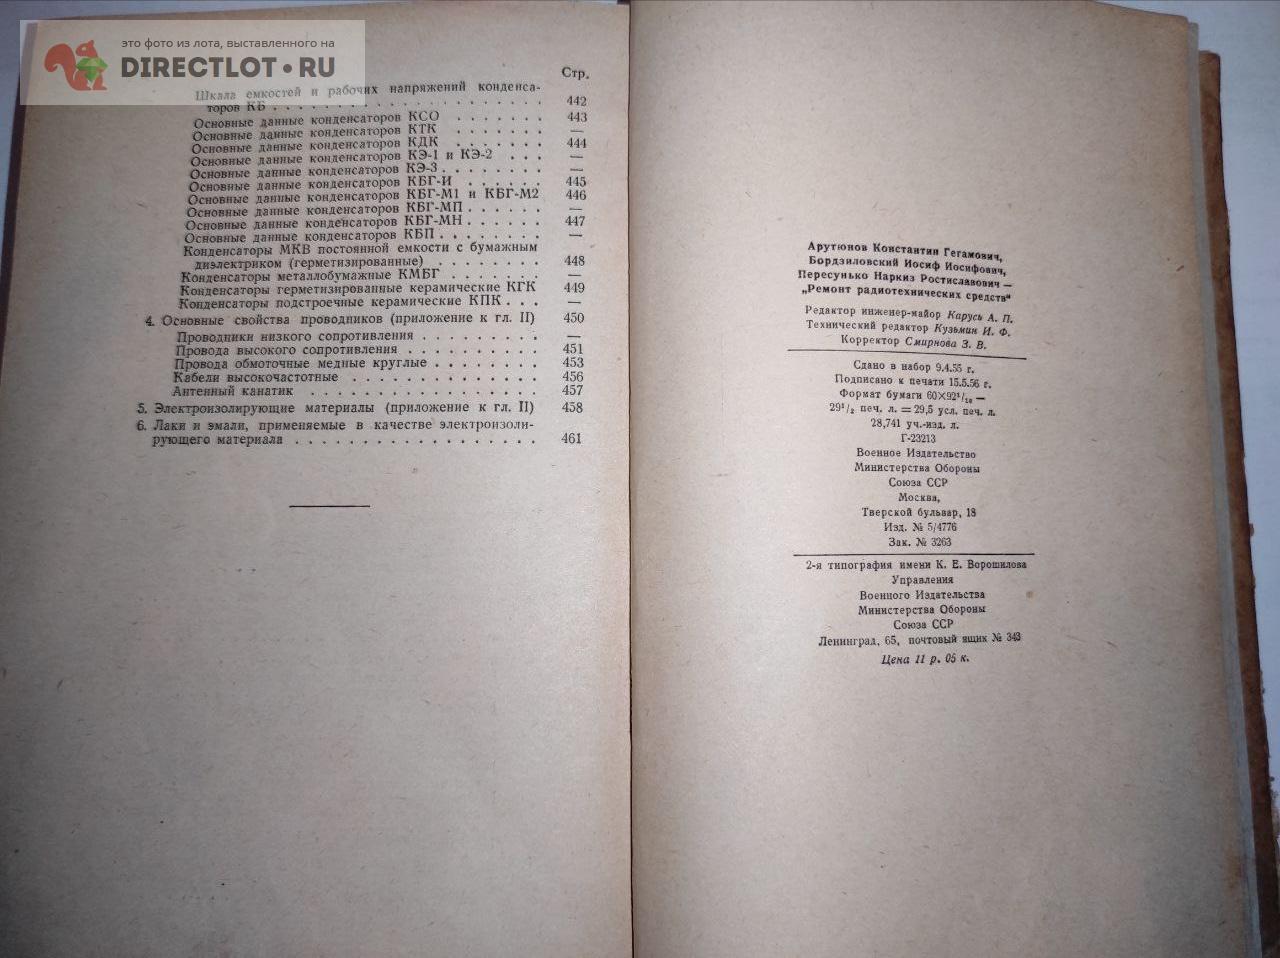 это фото из лота, выставленного на
DIRECTLOT.RU
Стр.
Шкала емкостей и рабочих напряжений конденса-
торов КБ . . . . . . . . . . . . . . . . . . . . 442
Основные данные конденсаторов КСО . . . . . . . 443
Основные данные конденсаторов КТК . . . . . . . —
Основные данные конденсаторов КДК . . . . . . . 444
Основные данные конденсаторов КЭ-1 и КЭ-2 . . . —
Основные данные конденсаторов КЭ-3 . . . . . . . . —
Основные данные конденсаторов КБГ-И . . . . . . 445
Основные данные конденсаторов КБГ-М1 и КБГ-М2 446
Основные данные конденсаторов КБГ-МП . . . . . . —
Основные данные конденсаторов КБГ-МН . . . . . . 447
Основные данные конденсаторов КБП . . . . . . . . —
Конденсаторы МКВ постоянной емкости с бумажным
диэлектриком (герметизированные) . . . . . . . . 448
Конденсаторы металлобумажные КМБГ . . . . . . . —
Конденсаторы герметизированные керамические КГК 449
Конденсаторы подстроечные керамические КПК . . . —
4. Основные свойства проводников (приложение к гл. II) 450
Проводники низкого сопротивления . . . . . . . . . —
Провода высокого сопротивления . . . . . . . . . . 451
Провода обмоточные медные круглые . . . . . . . . 453
Кабели высокочастотные . . . . . . . . . . . . . . 456
Антенный канатик . . . . . . . . . . . . . . . . . 457
5. Электроизолирующие материалы (приложение к гл. II) 458
6. Лаки и эмали, применяемые в качестве электроизоли-
рующего материала . . . . . . . . . . . . . . . . . . 461
Арутюнов Константин Гегамович,
Бордзиловский Иосиф Иосифович,
Пересунько Наркиз Ростиславович —
„Ремонт радиотехнических средств“
Редактор инженер-майор Карусь А. П.
Технический редактор Кузьмин И. Ф.
Корректор Смирнова З. В.
Сдано в набор 9.4.55 г.
Подписано к печати 15.5.56 г.
Формат бумаги 60×92¹/₁₆ —
29¹/₂ печ. л. = 29,5 усл. печ. л.
28,741 уч.-изд. л.
Г-23213
Военное Издательство
Министерства Обороны
Союза ССР
Москва,
Тверской бульвар, 18
Изд. № 5/4776
Зак. № 3263
2-я типография имени К. Е. Ворошилова
Управления
Военного Издательства
Министерства Обороны
Союза ССР
Ленинград, 65, почтовый ящик № 343
Цена 11 р. 05 к.